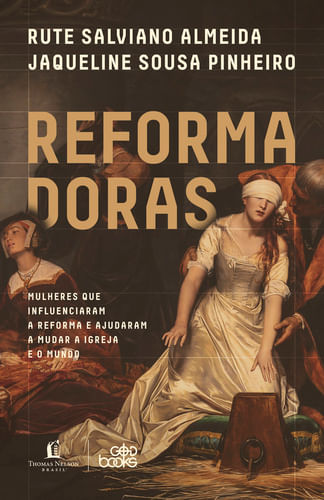 RUTE SALVIANO ALMEIDA
JAQUELINE SOUSA PINHEIRO
REFORMA
DORAS
MULHERES QUE
INFLUENCIARAM
A REFORMA E AJUDARAM
A MUDAR A IGREJA
E O MUNDO
THOMAS NELSON
BRASIL
GOD
books